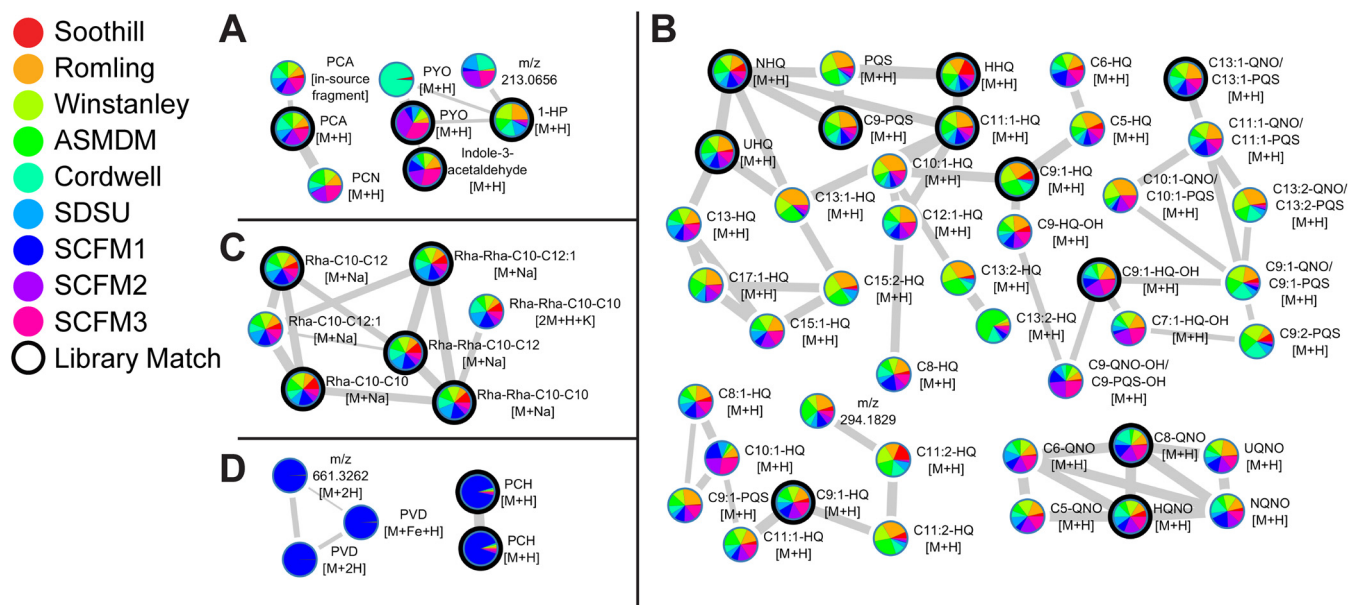 Soothill
Romling
Winstanley
ASMDM
Cordwell
SDSU
SCFM1
SCFM2
SCFM3
Library Match
A
PCA
[in-source
fragment]
PYO
[M+H]
m/z
213.0656
PCA
[M+H]
PYO
[M+H]
1-HP
[M+H]
Indole-3-
acetaldehyde
[M+H]
PCN
[M+H]
C
Rha-C10-C12
[M+Na]
Rha-Rha-C10-C12:1
[M+Na]
Rha-Rha-C10-C10
[2M+H+K]
Rha-C10-C12:1
[M+Na]
Rha-Rha-C10-C12
[M+Na]
Rha-C10-C10
[M+Na]
Rha-Rha-C10-C10
[M+Na]
D
m/z
661.3262
[M+2H]
PVD
[M+Fe+H]
PVD
[M+2H]
PCH
[M+H]
PCH
[M+H]
B
NHQ
[M+H]
PQS
[M+H]
HHQ
[M+H]
C6-HQ
[M+H]
C13:1-QNO/
C13:1-PQS
[M+H]
UHQ
[M+H]
C9-PQS
[M+H]
C11:1-HQ
[M+H]
C5-HQ
[M+H]
C11:1-QNO/
C11:1-PQS
[M+H]
C10:1-HQ
[M+H]
C9:1-HQ
[M+H]
C10:1-QNO/
C10:1-PQS
[M+H]
C13:2-QNO/
C13:2-PQS
[M+H]
C13-HQ
[M+H]
C13:1-HQ
[M+H]
C12:1-HQ
[M+H]
C9-HQ-OH
[M+H]
C17:1-HQ
[M+H]
C15:2-HQ
[M+H]
C13:2-HQ
[M+H]
C9:1-HQ-OH
[M+H]
C9:1-QNO/
C9:1-PQS
[M+H]
C15:1-HQ
[M+H]
C13:2-HQ
[M+H]
C7:1-HQ-OH
[M+H]
C9:2-PQS
[M+H]
C8-HQ
[M+H]
C9-QNO-OH/
C9-PQS-OH
[M+H]
C8:1-HQ
[M+H]
m/z
294.1829
C10:1-HQ
[M+H]
C11:2-HQ
[M+H]
C9:1-PQS
[M+H]
C9:1-HQ
[M+H]
C11:1-HQ
[M+H]
C11:2-HQ
[M+H]
C6-QNO
[M+H]
C8-QNO
[M+H]
UQNO
[M+H]
C5-QNO
[M+H]
HQNO
[M+H]
NQNO
[M+H]